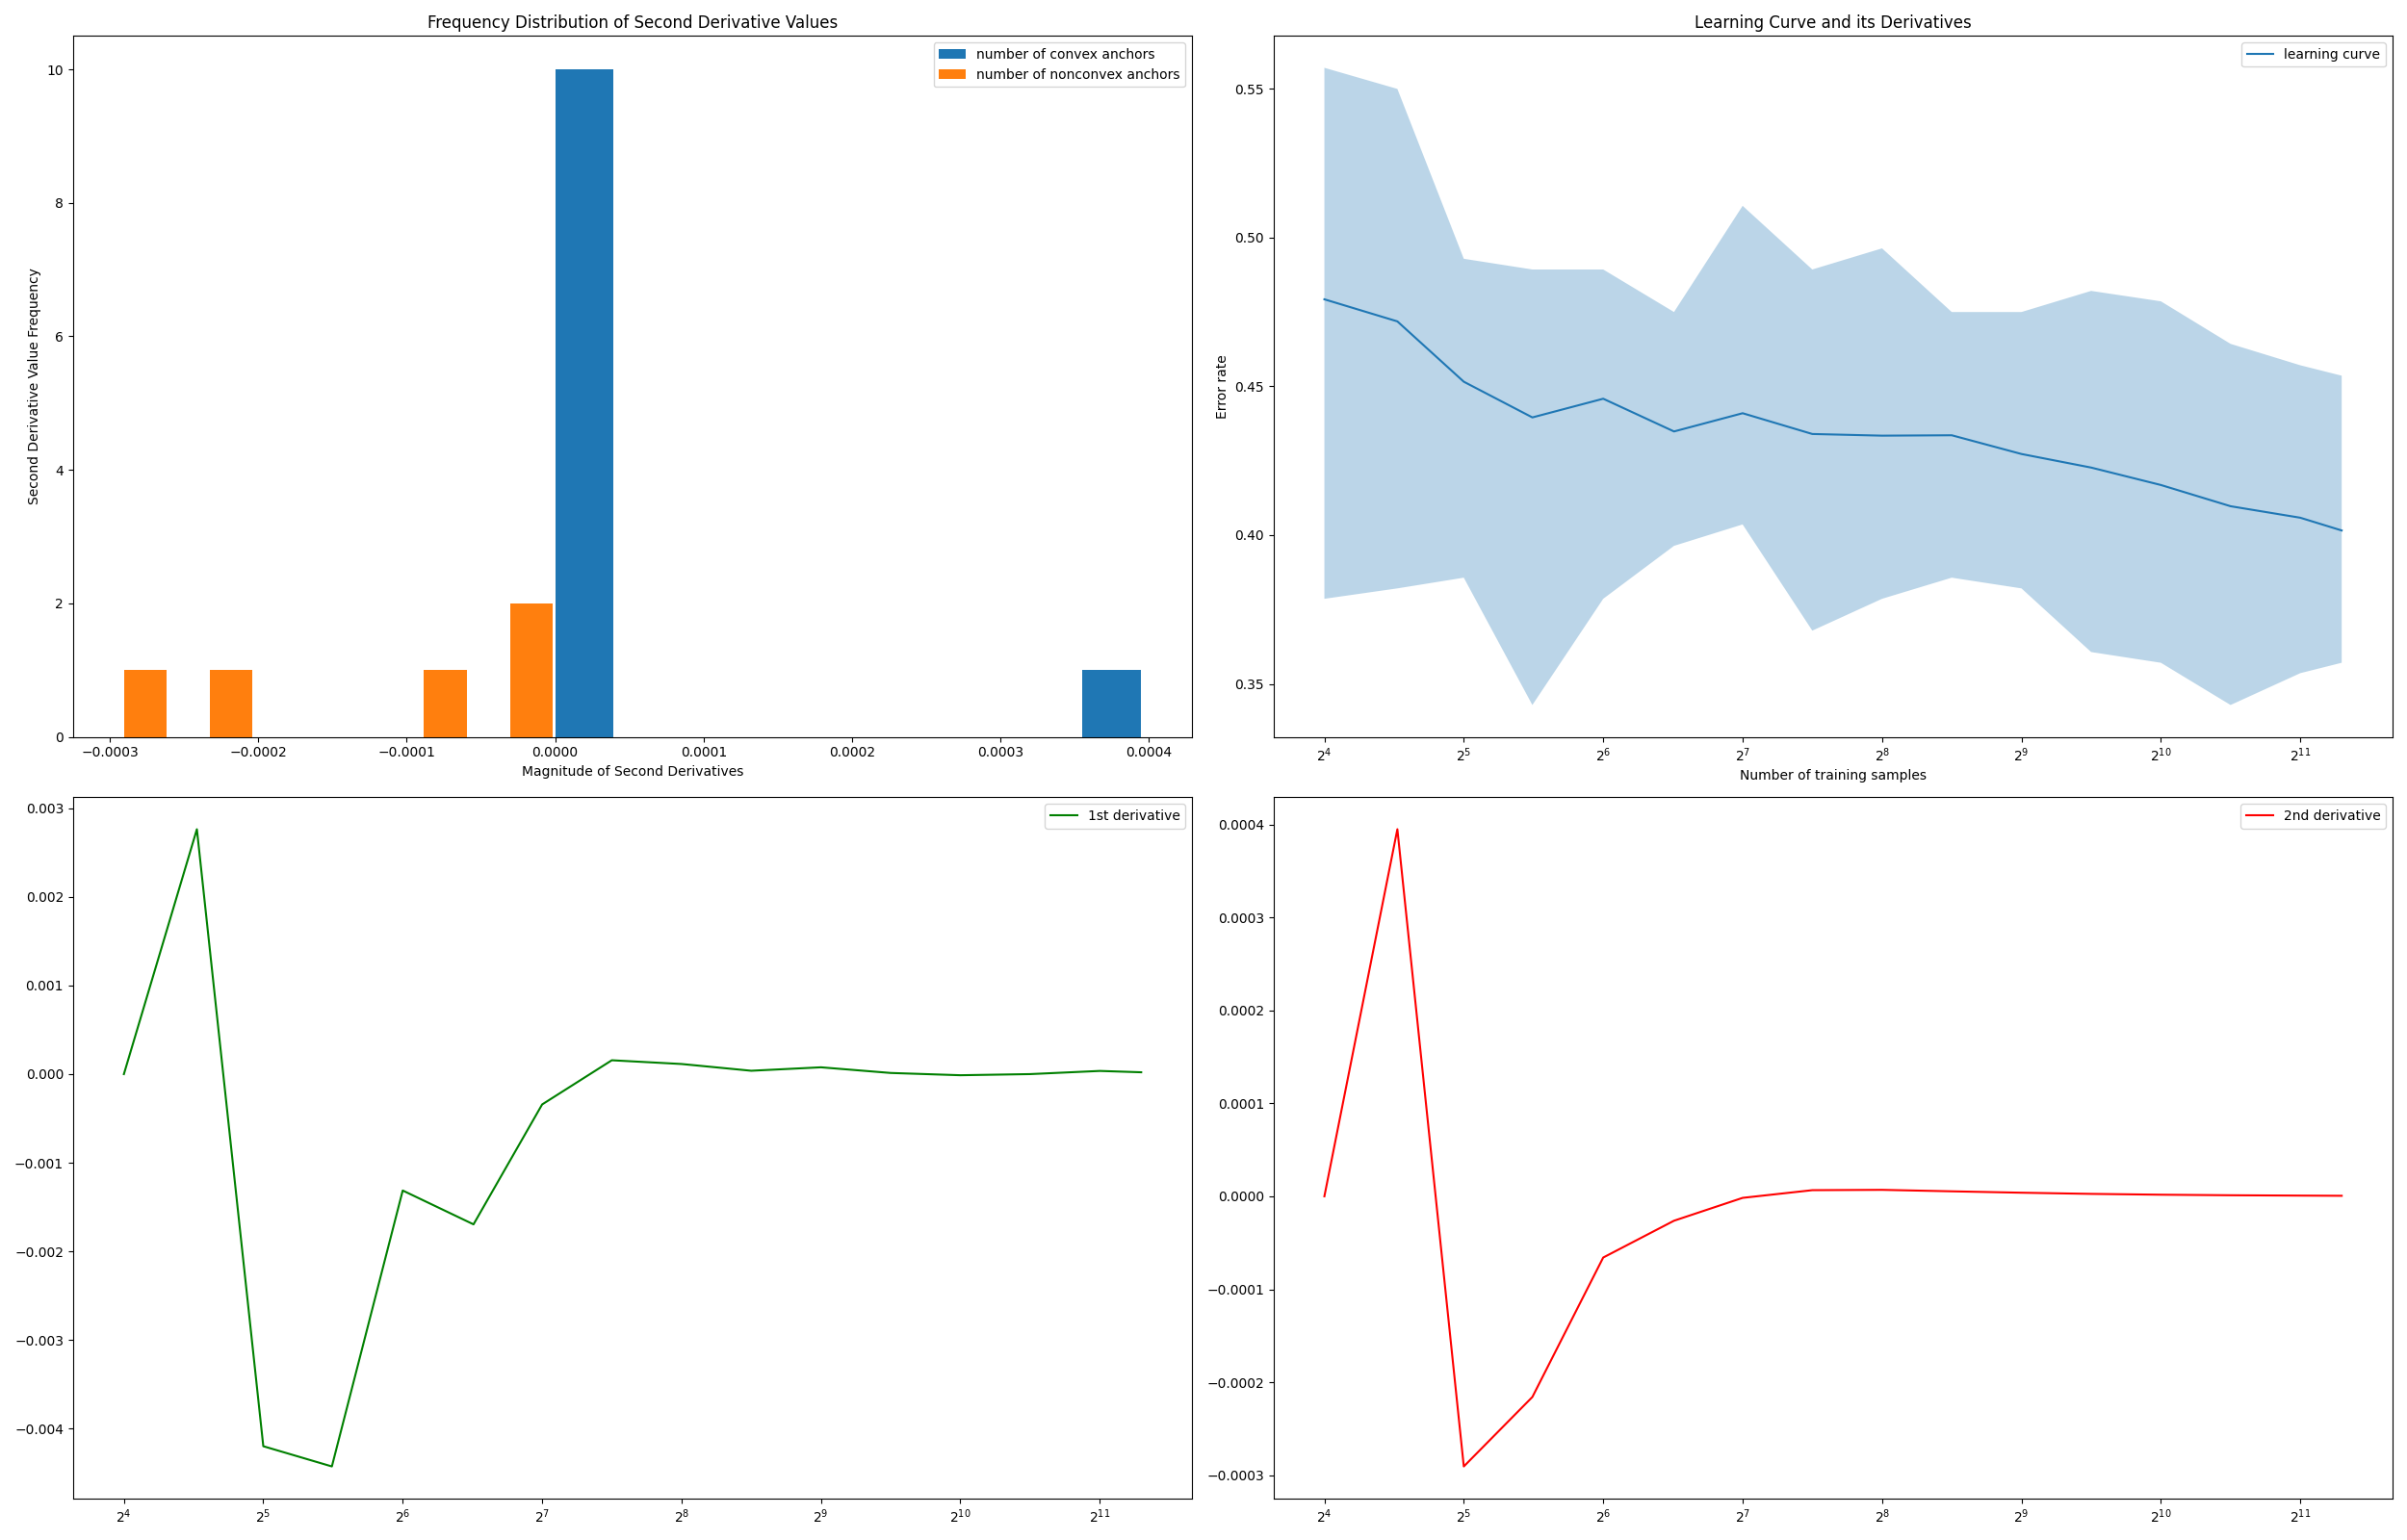 Frequency Distribution of Second Derivative Values
number of convex anchors
number of nonconvex anchors
Second Derivative Value Frequency
10
8
6
4
2
0
−0.0003 −0.0002 −0.0001 0.0000 0.0001 0.0002 0.0003 0.0004
Magnitude of Second Derivatives
Learning Curve and its Derivatives
learning curve
Error rate
0.55
0.50
0.45
0.40
0.35
2⁴ 2⁵ 2⁶ 2⁷ 2⁸ 2⁹ 2¹⁰ 2¹¹
Number of training samples
1st derivative
0.003
0.002
0.001
0.000
−0.001
−0.002
−0.003
−0.004
2⁴ 2⁵ 2⁶ 2⁷ 2⁸ 2⁹ 2¹⁰ 2¹¹
2nd derivative
0.0004
0.0003
0.0002
0.0001
0.0000
−0.0001
−0.0002
−0.0003
2⁴ 2⁵ 2⁶ 2⁷ 2⁸ 2⁹ 2¹⁰ 2¹¹